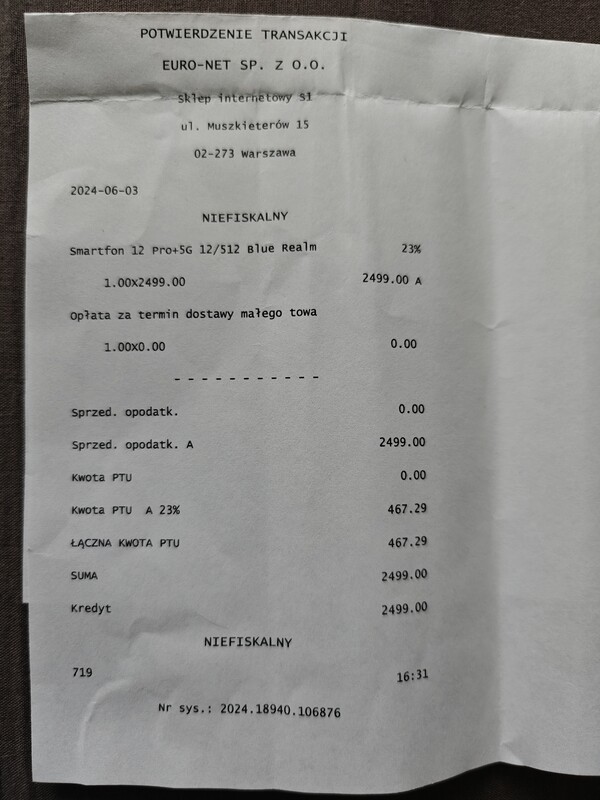 POTWIERDZENIE TRANSAKCJI
EURO-NET SP. Z O.O.
Sklep internetowy S1
ul. Muszkieterów 15
02-273 Warszawa
2024-06-03
NIEFISKALNY
Smartfon 12 Pro+5G 12/512 Blue Realm 23%
1.00x2499.00 2499.00 A
Opłata za termin dostawy małego towa
1.00x0.00 0.00
- - - - - - - - - - -
Sprzed. opodatk. 0.00
Sprzed. opodatk. A 2499.00
Kwota PTU 0.00
Kwota PTU A 23% 467.29
ŁĄCZNA KWOTA PTU 467.29
SUMA 2499.00
Kredyt 2499.00
NIEFISKALNY
719 16:31
Nr sys.: 2024.18940.106876